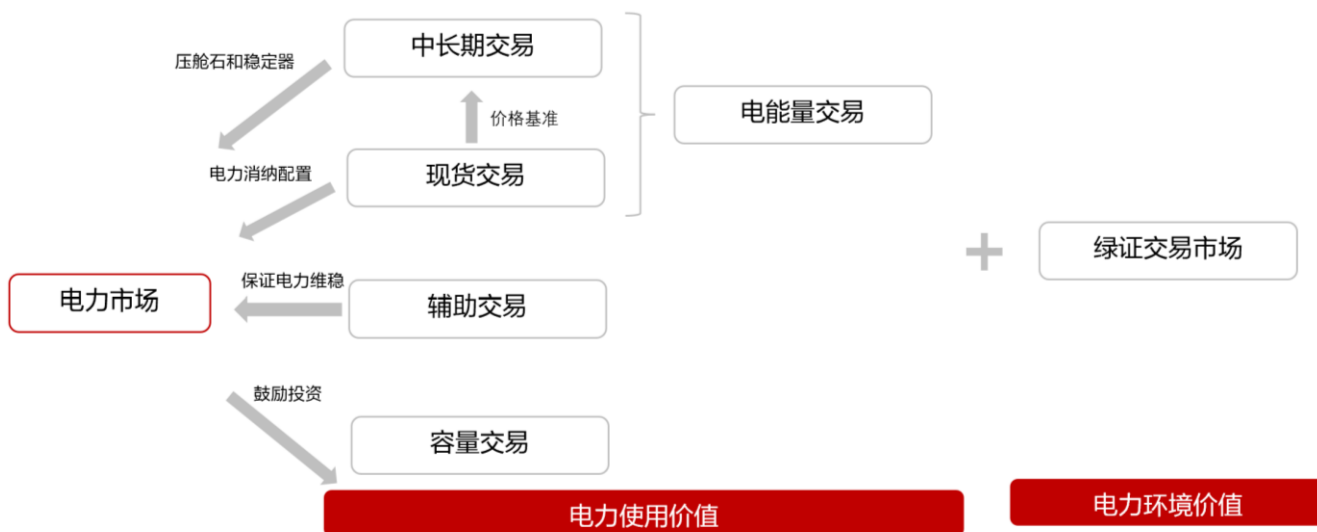 中长期交易
压舱石和稳定器
电能量交易
价格基准
电力消纳配置
现货交易
绿证交易市场
保证电力维稳
电力市场
辅助交易
鼓励投资
容量交易
电力使用价值
电力环境价值